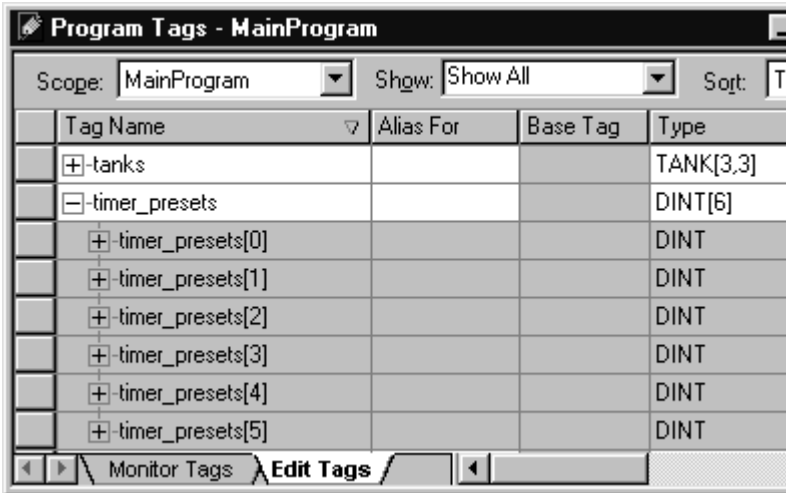 Program Tags - MainProgram
Scope: MainProgram Show: Show All Sort: T
Tag Name Alias For Base Tag Type
tanks TANK[3,3]
timer_presets DINT[6]
timer_presets[0] DINT
timer_presets[1] DINT
timer_presets[2] DINT
timer_presets[3] DINT
timer_presets[4] DINT
timer_presets[5] DINT
Monitor Tags Edit Tags